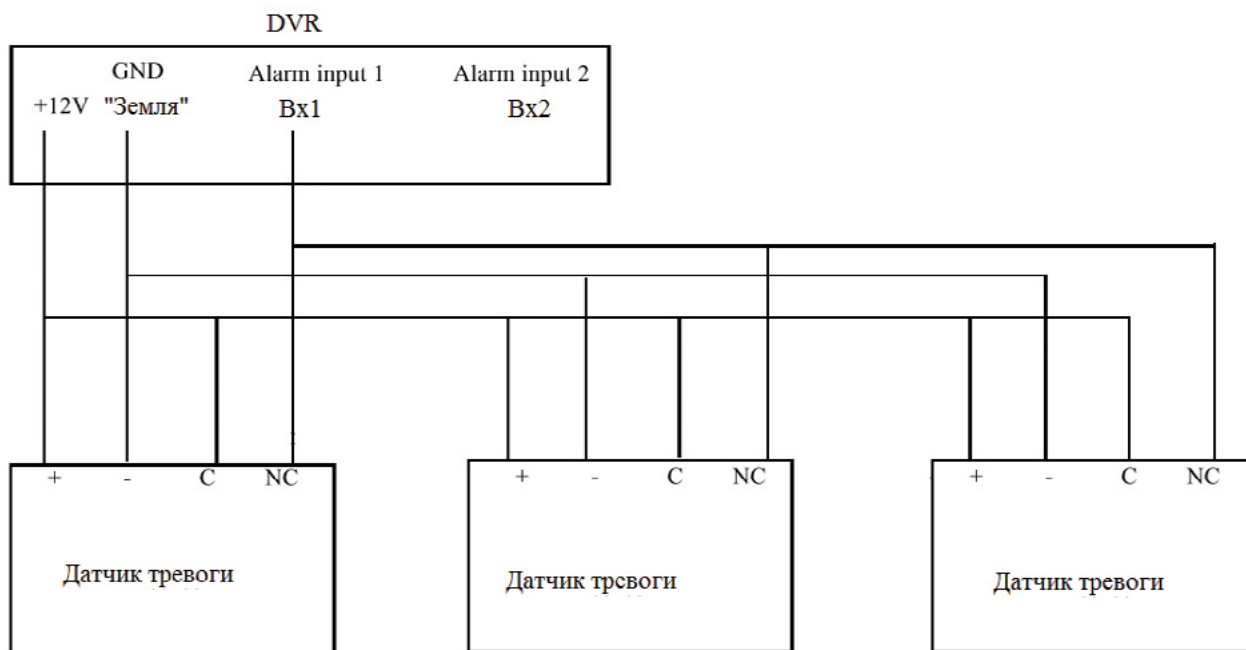 DVR
GND Alarm input 1 Alarm input 2
+12V "Земля" Вх1 Вх2
+ - C NC + - C NC + - C NC
Датчик тревоги Датчик трсвоги Датчик тревоги